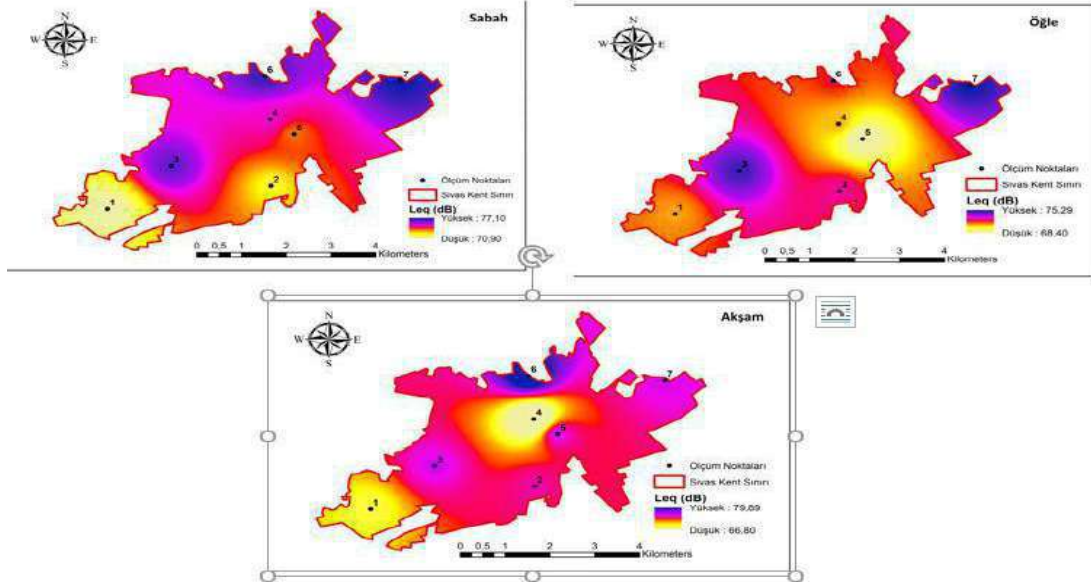 Sabah
N
W E
S
6
7
4
5
3
2
1
Ölçüm Noktaları
Sivas Kent Sınırı
Leq (dB)
Yüksek : 77,10
Düşük : 70,90
0 0,5 1 2 3 4
Kilometers
Öğle
N
W E
S
6
7
4
5
3
2
1
Ölçüm Noktaları
Sivas Kent Sınırı
Leq (dB)
Yüksek : 75,29
Düşük : 68,40
0 0,5 1 2 3 4
Kilometers
Akşam
N
W E
S
6
7
4
5
3
2
1
Ölçüm Noktaları
Sivas Kent Sınırı
Leq (dB)
Yüksek : 79,69
Düşük : 66,80
0 0.5 1 2 3 4
Kilometers